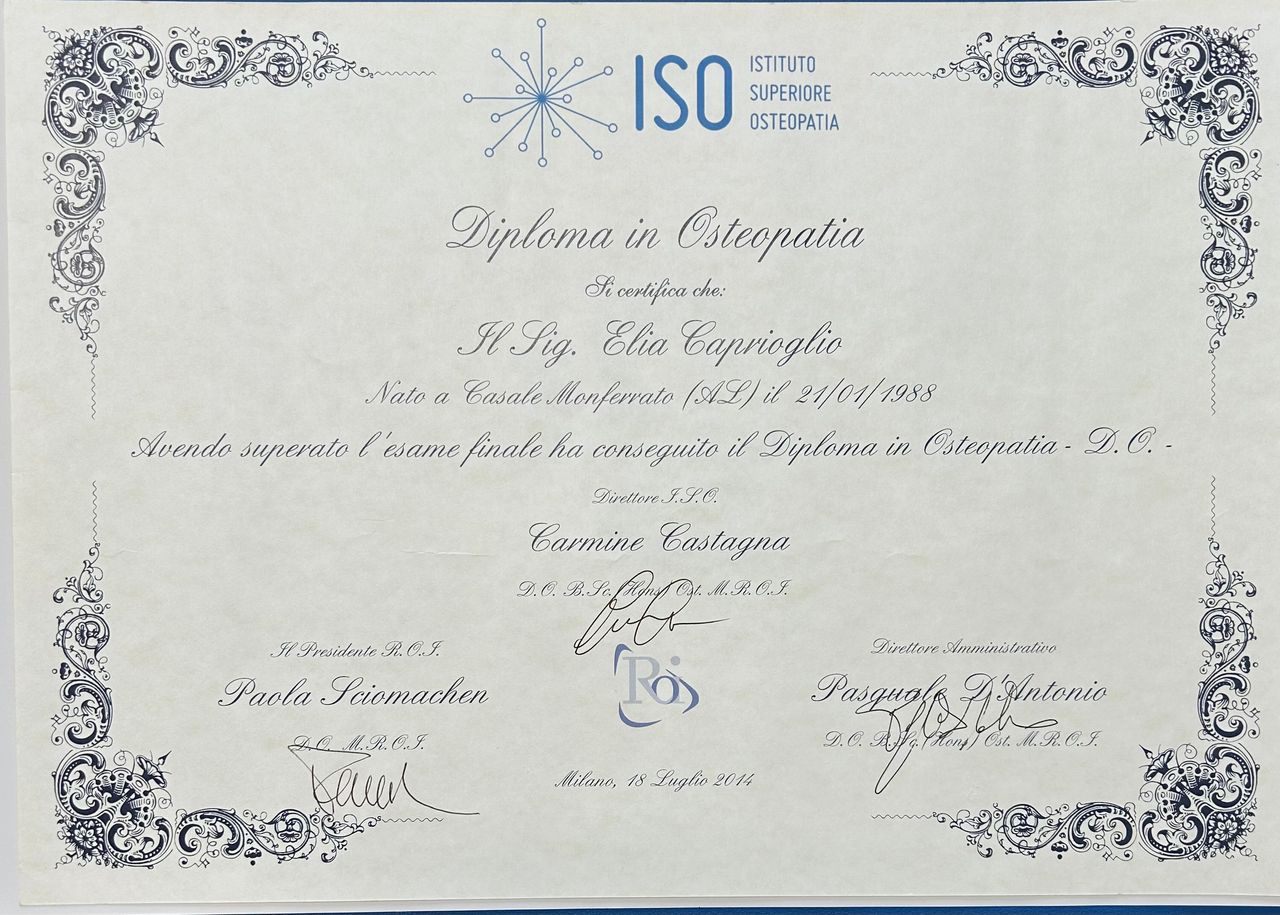 ISO
ISTITUTO
SUPERIORE
OSTEOPATIA
Diploma in Osteopatia
Si certifica che:
Il Sig. Elia Caprioglio
Nato a Casale Monferrato (AL) il 21/01/1988
Avendo superato l'esame finale ha conseguito il Diploma in Osteopatia - D.O. -
Direttore I.S.O.
Carmine Castagna
D.O. B.Sc. (Hons) Ost. M.R.O.I.
Il Presidente R.O.I.
Paola Sciomachen
D.O. M.R.O.I.
Roi
Direttore Amministrativo
Pasquale D'Antonio
D.O. B.Sc. (Hons) Ost. M.R.O.I.
Milano, 18 Luglio 2014